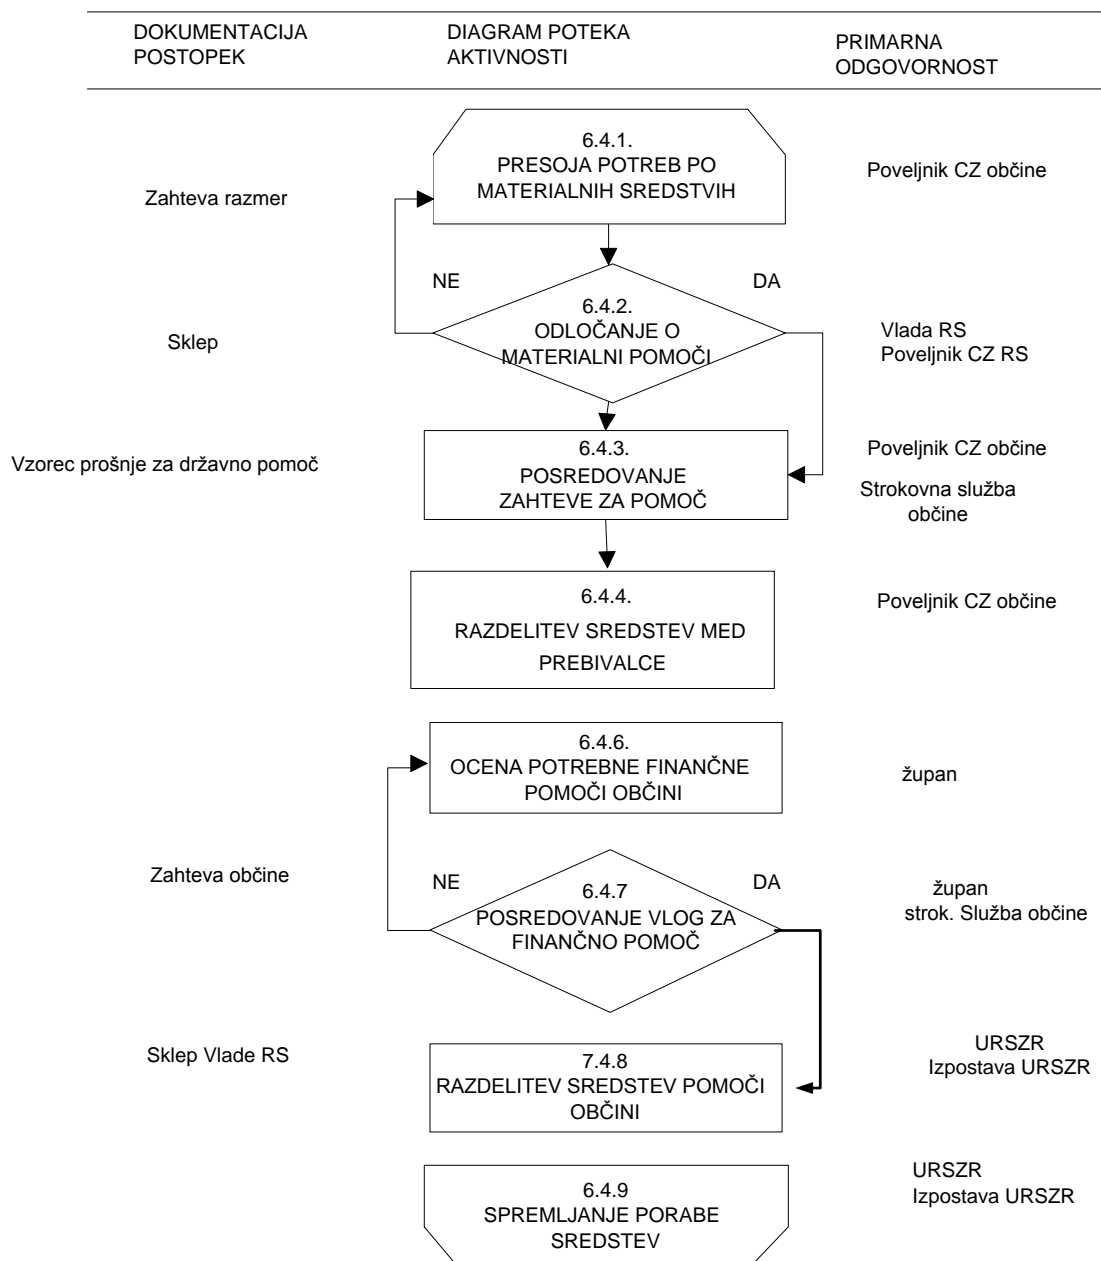 DOKUMENTACIJA
POSTOPEK
DIAGRAM POTEKA
AKTIVNOSTI
PRIMARNA
ODGOVORNOST
6.4.1.
PRESOJA POTREB PO
MATERIALNIH SREDSTVIH
Poveljnik CZ občine
Zahteva razmer
NE
DA
6.4.2.
ODLOČANJE O
MATERIALNI POMOČI
Sklep
Vlada RS
Poveljnik CZ RS
6.4.3.
POSREDOVANJE
ZAHTEVE ZA POMOČ
Vzorec prošnje za državno pomoč
Poveljnik CZ občine
Strokovna služba
občine
6.4.4.
RAZDELITEV SREDSTEV MED
PREBIVALCE
Poveljnik CZ občine
6.4.6.
OCENA POTREBNE FINANČNE
POMOČI OBČINI
župan
Zahteva občine
NE
DA
6.4.7
POSREDOVANJE VLOG ZA
FINANČNO POMOČ
župan
strok. Služba občine
Sklep Vlade RS
7.4.8
RAZDELITEV SREDSTEV POMOČI
OBČINI
URSZR
Izpostava URSZR
6.4.9
SPREMLJANJE PORABE
SREDSTEV
URSZR
Izpostava URSZR